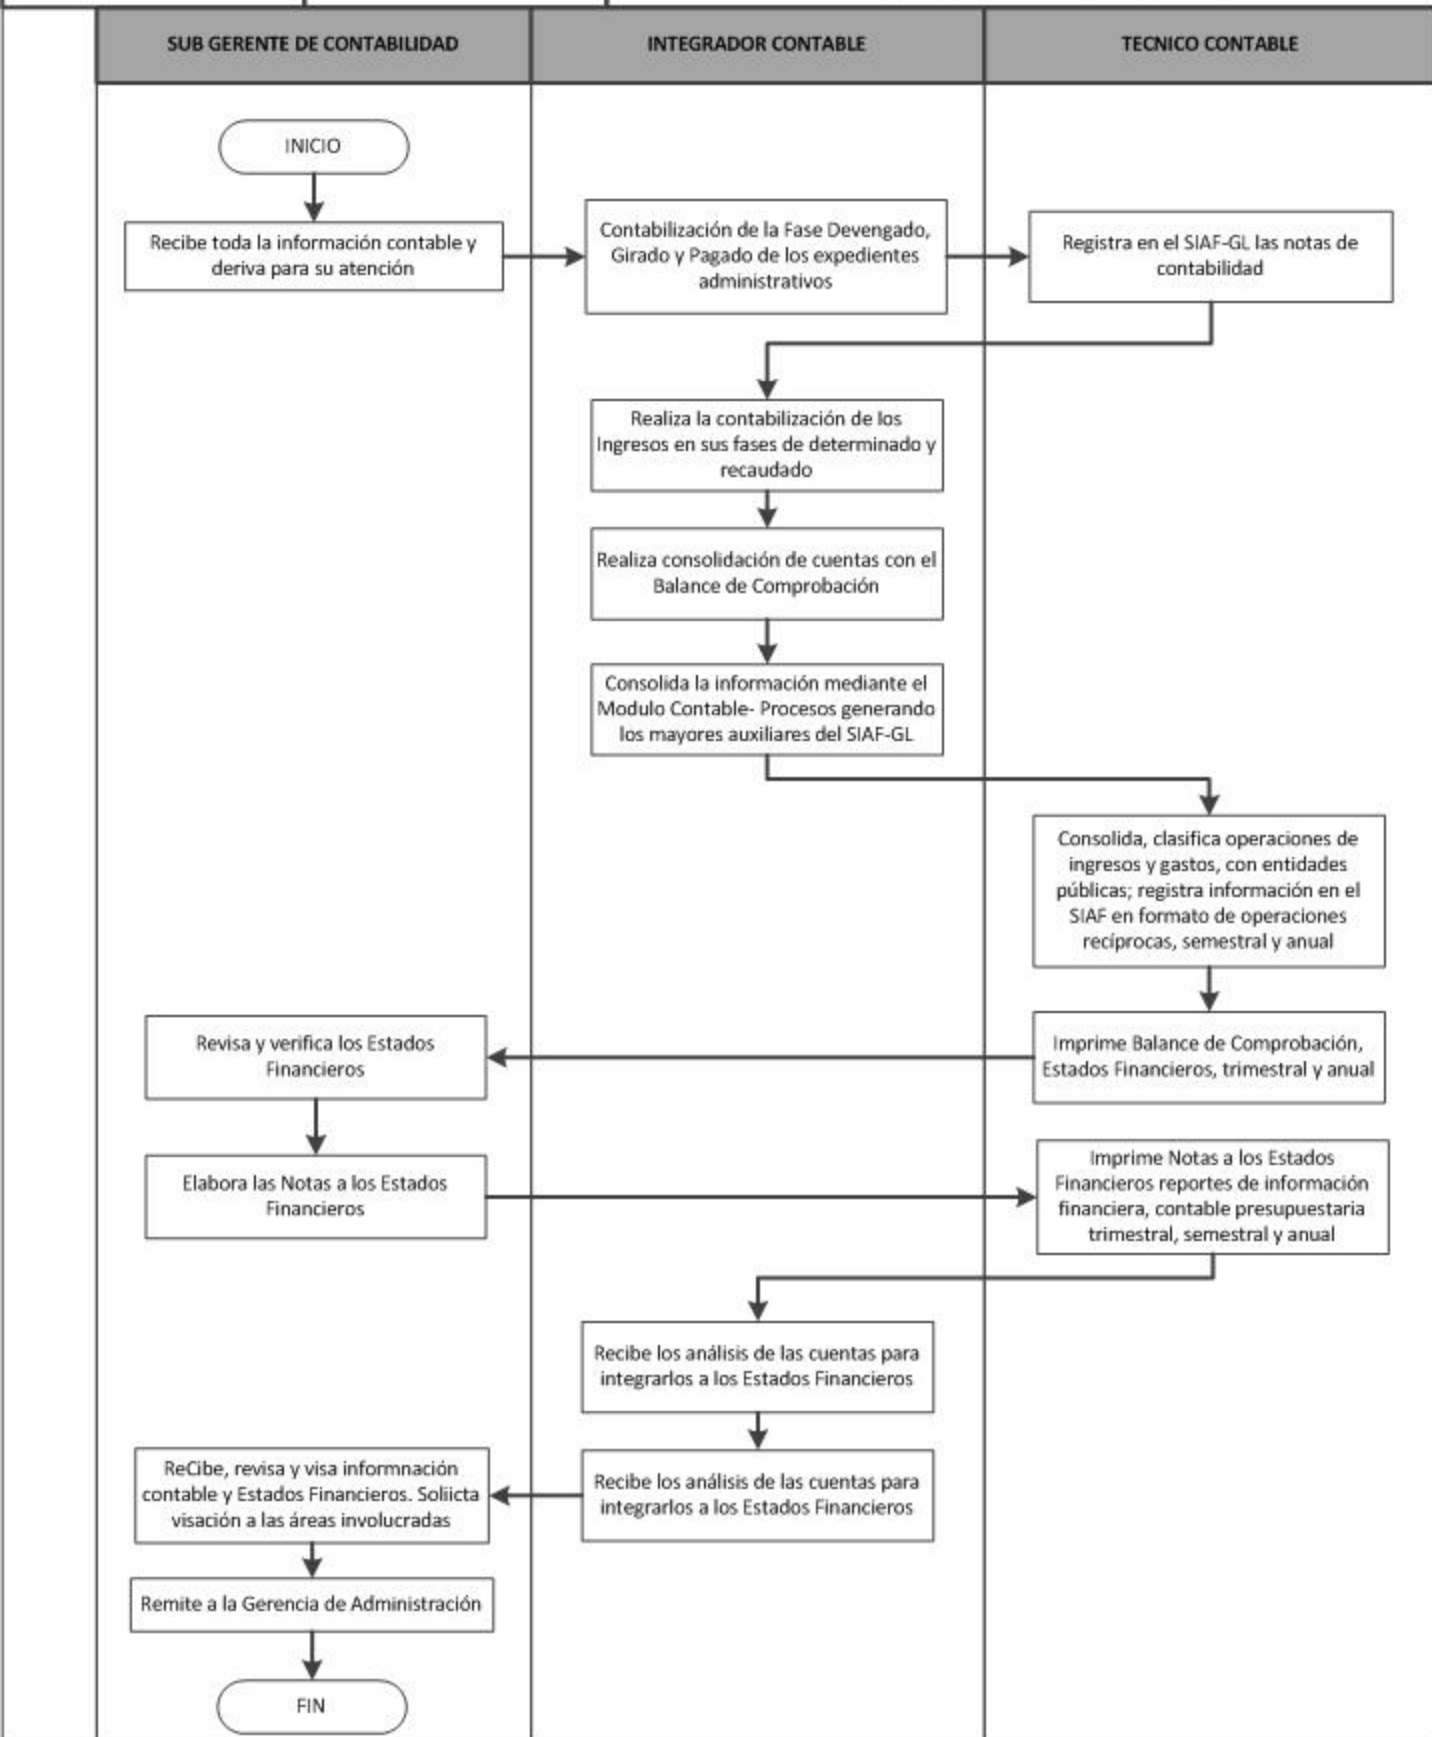 SUB GERENTE DE CONTABILIDAD
INTEGRADOR CONTABLE
TECNICO CONTABLE
INICIO
Recibe toda la información contable y
deriva para su atención
Contabilización de la Fase Devengado,
Girado y Pagado de los expedientes
administrativos
Registra en el SIAF-GL las notas de
contabilidad
Realiza la contabilización de los
Ingresos en sus fases de determinado y
recaudado
Realiza consolidación de cuentas con el
Balance de Comprobación
Consolida la información mediante el
Modulo Contable- Procesos generando
los mayores auxiliares del SIAF-GL
Consolida, clasifica operaciones de
ingresos y gastos, con entidades
públicas; registra información en el
SIAF en formato de operaciones
recíprocas, semestral y anual
Imprime Balance de Comprobación,
Estados Financieros, trimestral y anual
Revisa y verifica los Estados
Financieros
Elabora las Notas a los Estados
Financieros
Imprime Notas a los Estados
Financieros reportes de información
financiera, contable presupuestaria
trimestral, semestral y anual
Recibe los análisis de las cuentas para
integrarlos a los Estados Financieros
Recibe los análisis de las cuentas para
integrarlos a los Estados Financieros
ReCibe, revisa y visa informnación
contable y Estados Financieros. Soliicta
visación a las áreas involucradas
Remite a la Gerencia de Administración
FIN